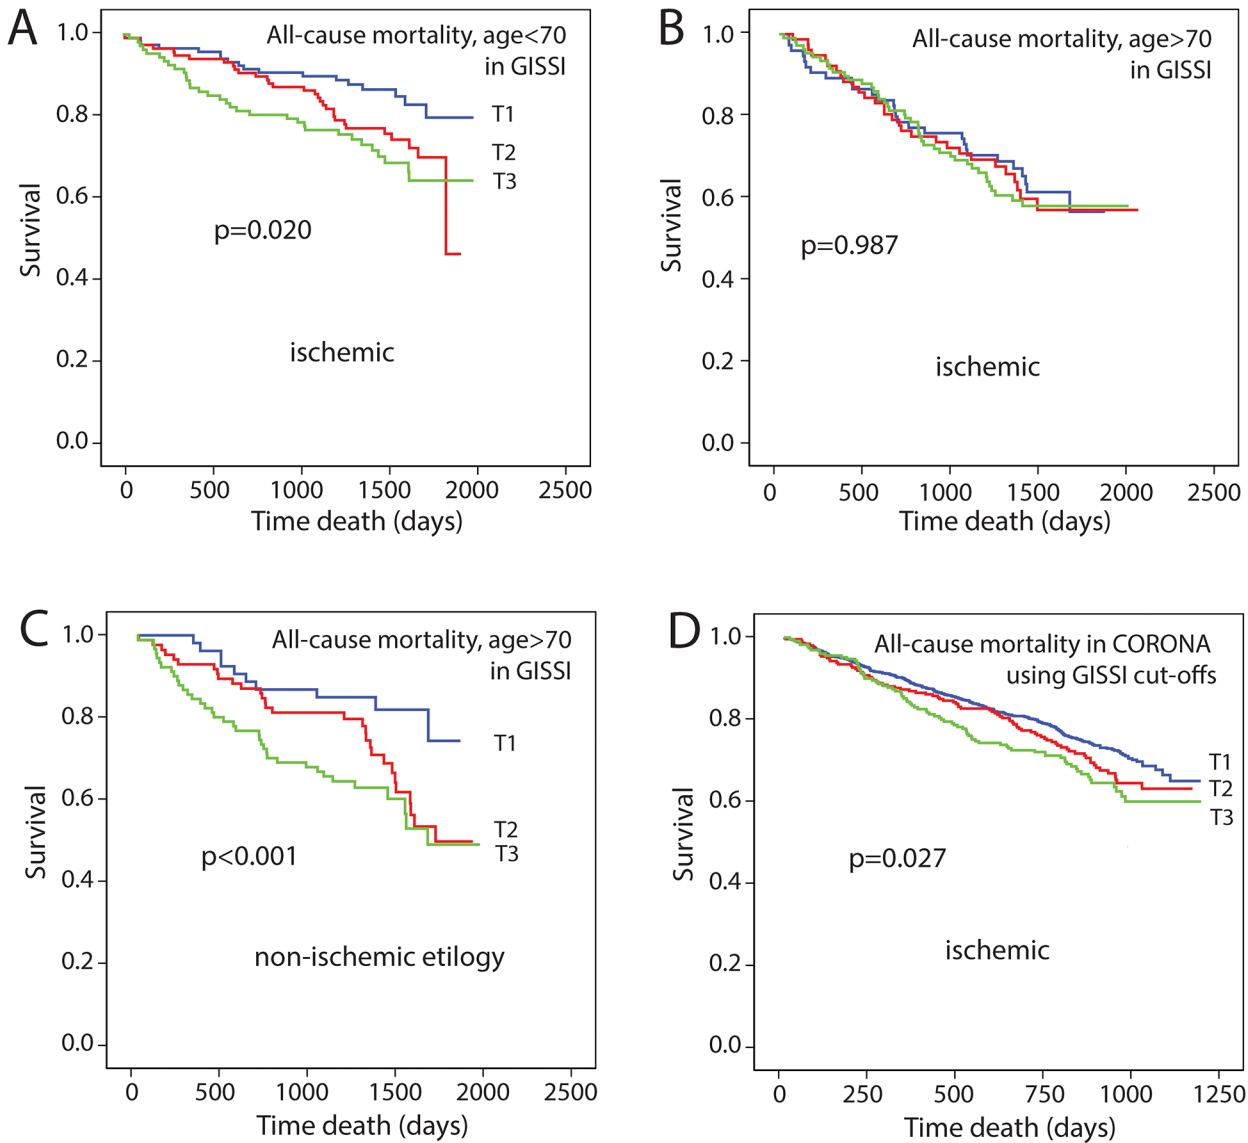 A
All-cause mortality, age<70
in GISSI
1.0
0.8
0.6
0.4
0.2
0.0
Survival
T1
T2
T3
p=0.020
ischemic
0 500 1000 1500 2000 2500
Time death (days)
B
All-cause mortality, age>70
in GISSI
1.0
0.8
0.6
0.4
0.2
0.0
Survival
p=0.987
ischemic
0 500 1000 1500 2000 2500
Time death (days)
C
All-cause mortality, age>70
in GISSI
1.0
0.8
0.6
0.4
0.2
0.0
Survival
T1
T2
T3
p<0.001
non-ischemic etilogy
0 500 1000 1500 2000 2500
Time death (days)
D
All-cause mortality in CORONA
using GISSI cut-offs
1.0
0.8
0.6
0.4
0.2
0.0
Survival
T1
T2
T3
p=0.027
ischemic
0 250 500 750 1000 1250
Time death (days)